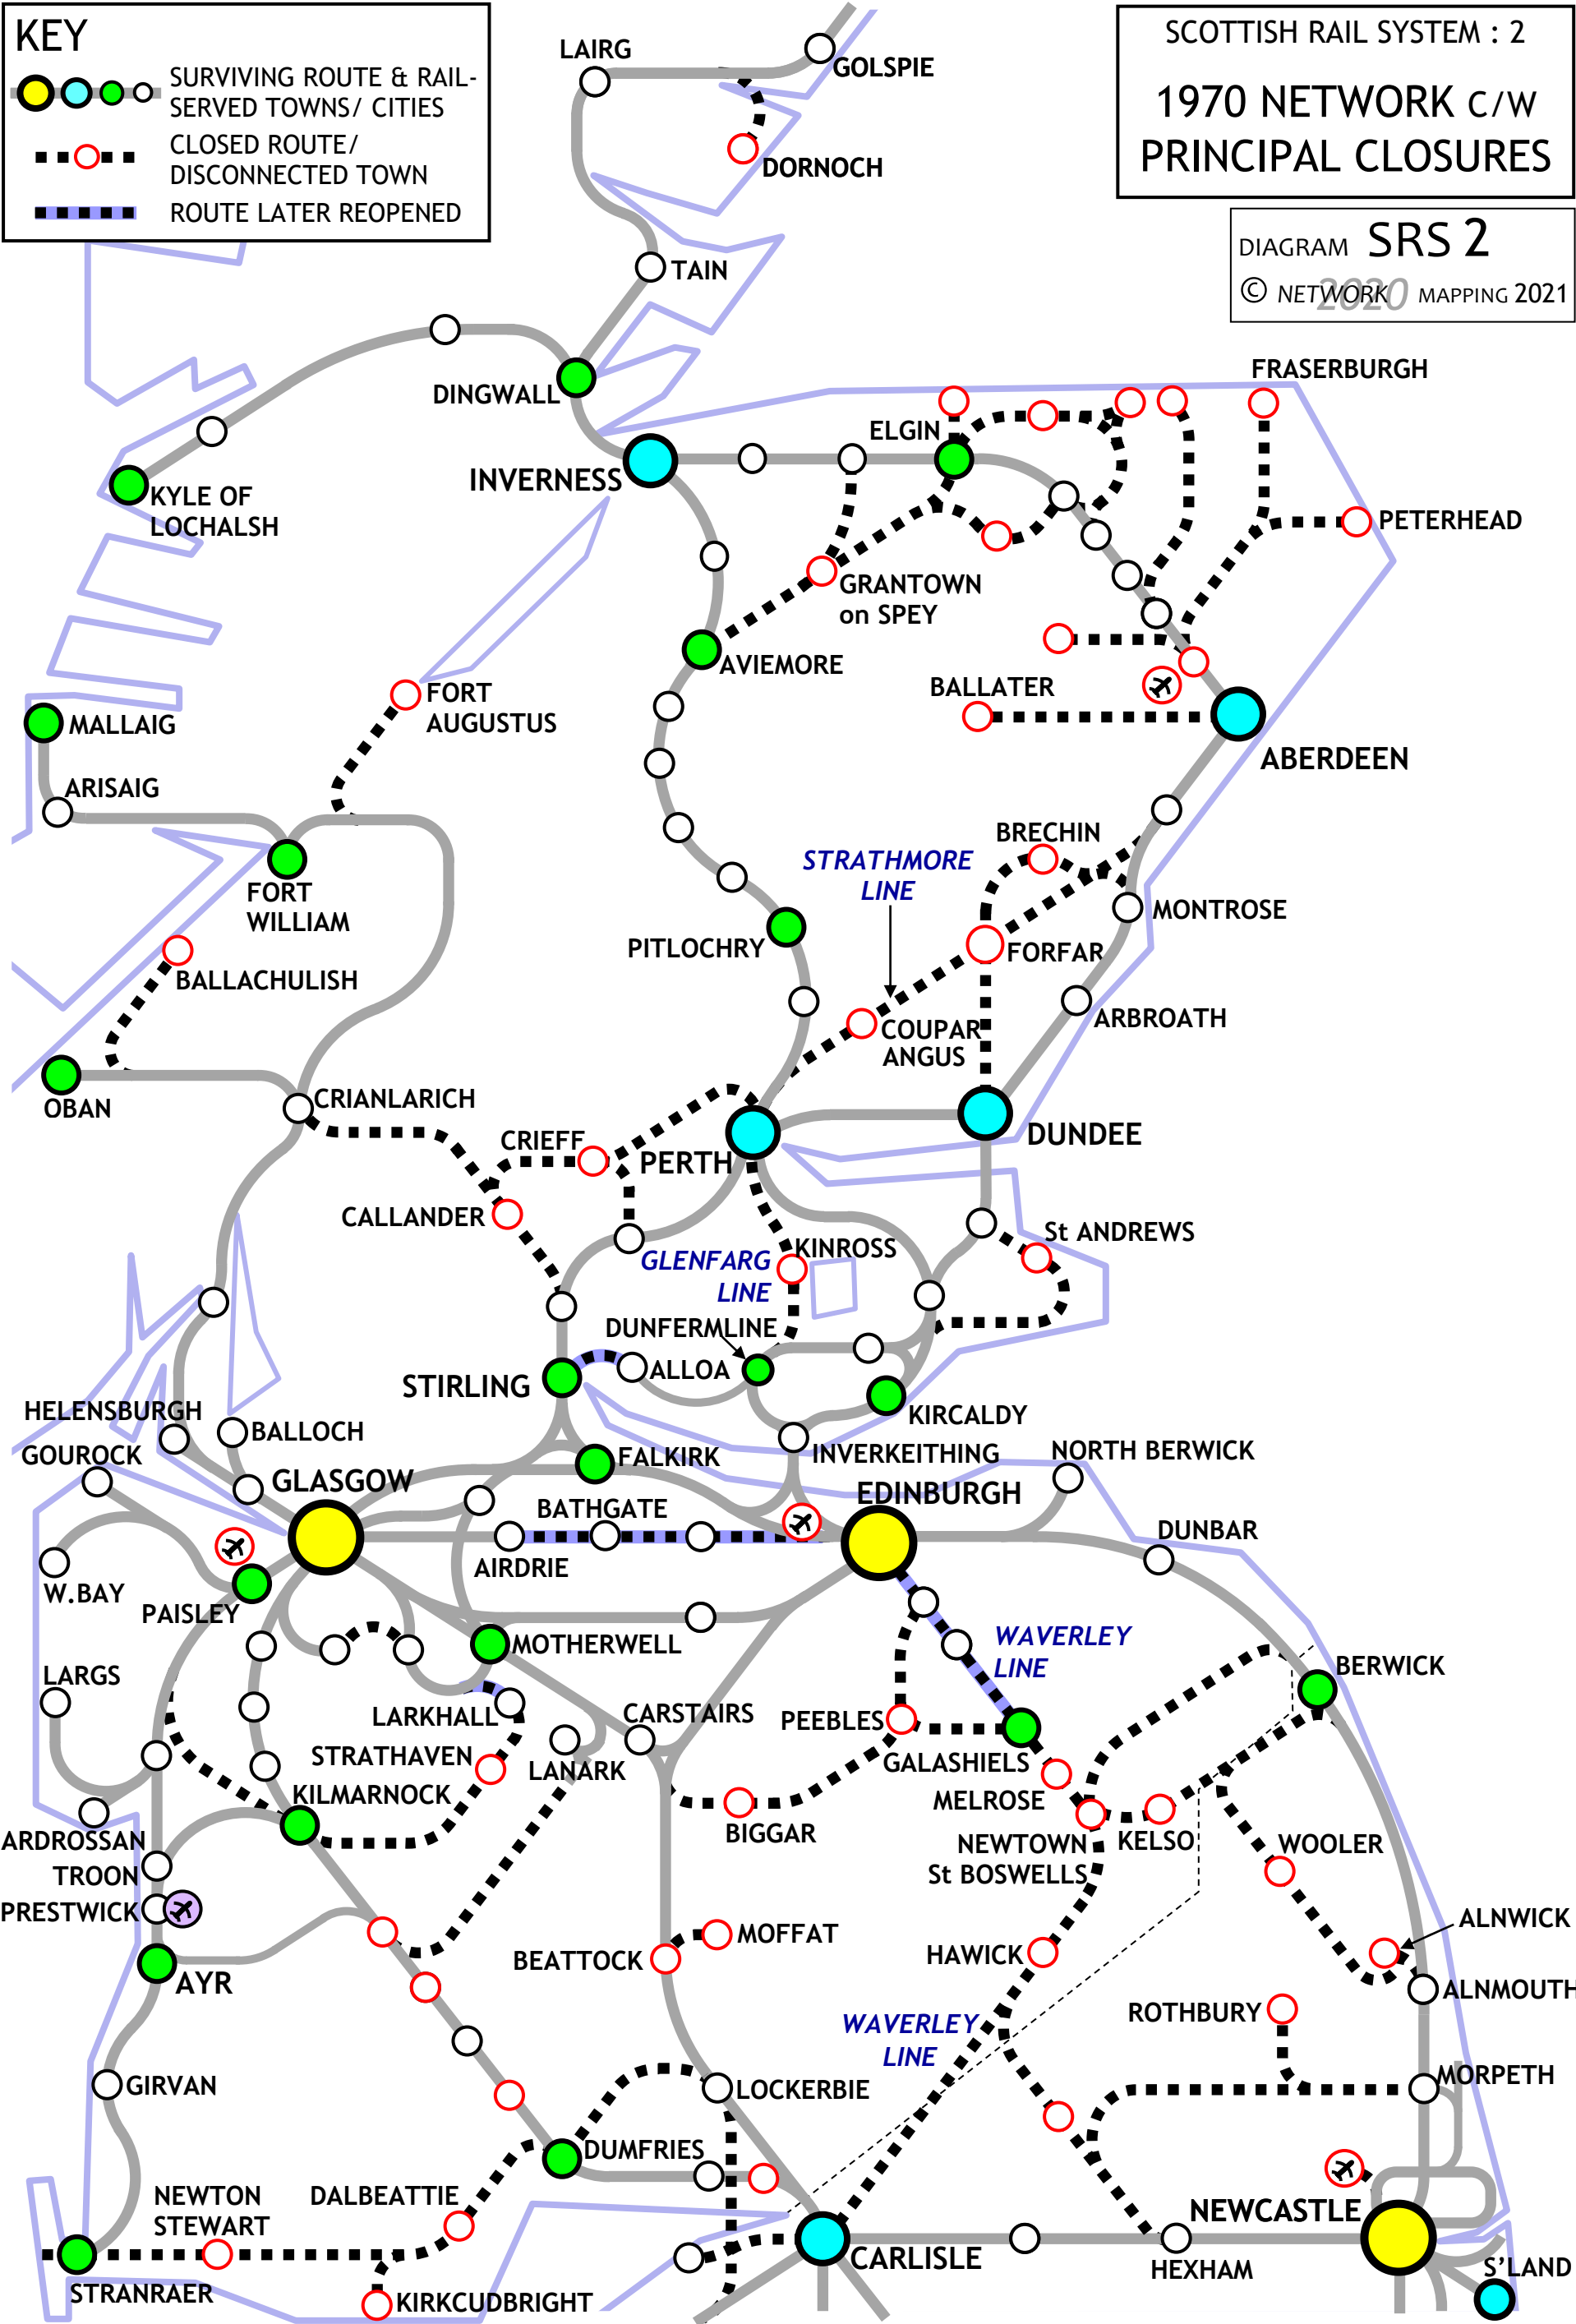 KEY
SURVIVING ROUTE & RAIL-
SERVED TOWNS/ CITIES
CLOSED ROUTE/
DISCONNECTED TOWN
ROUTE LATER REOPENED
SCOTTISH RAIL SYSTEM : 2
1970 NETWORK C/W
PRINCIPAL CLOSURES
DIAGRAM SRS 2
© NETWORK 2020 MAPPING 2021
LAIRG
GOLSPIE
DORNOCH
TAIN
DINGWALL
FRASERBURGH
ELGIN
INVERNESS
KYLE OF
LOCHALSH
PETERHEAD
GRANTOWN
on SPEY
AVIEMORE
BALLATER
FORT
AUGUSTUS
MALLAIG
ABERDEEN
ARISAIG
BRECHIN
STRATHMORE
LINE
FORT
WILLIAM
MONTROSE
PITLOCHRY
FORFAR
BALLACHULISH
ARBROATH
COUPAR
ANGUS
OBAN
CRIANLARICH
CRIEFF
PERTH
DUNDEE
CALLANDER
St ANDREWS
KINROSS
GLENFARG
LINE
DUNFERMLINE
ALLOA
STIRLING
HELENSBURGH
KIRCALDY
BALLOCH
GOUROCK
FALKIRK
INVERKEITHING
NORTH BERWICK
GLASGOW
EDINBURGH
BATHGATE
DUNBAR
AIRDRIE
W.BAY
PAISLEY
MOTHERWELL
WAVERLEY
LINE
BERWICK
LARGS
LARKHALL
CARSTAIRS
PEEBLES
STRATHAVEN
LANARK
GALASHIELS
KILMARNOCK
MELROSE
BIGGAR
ARDROSSAN
NEWTOWN
St BOSWELLS
KELSO
WOOLER
TROON
PRESTWICK
ALNWICK
MOFFAT
HAWICK
BEATTOCK
AYR
ALNMOUTH
ROTHBURY
WAVERLEY
LINE
GIRVAN
LOCKERBIE
MORPETH
DUMFRIES
NEWTON
STEWART
DALBEATTIE
NEWCASTLE
CARLISLE
HEXHAM
S'LAND
STRANRAER
KIRKCUDBRIGHT